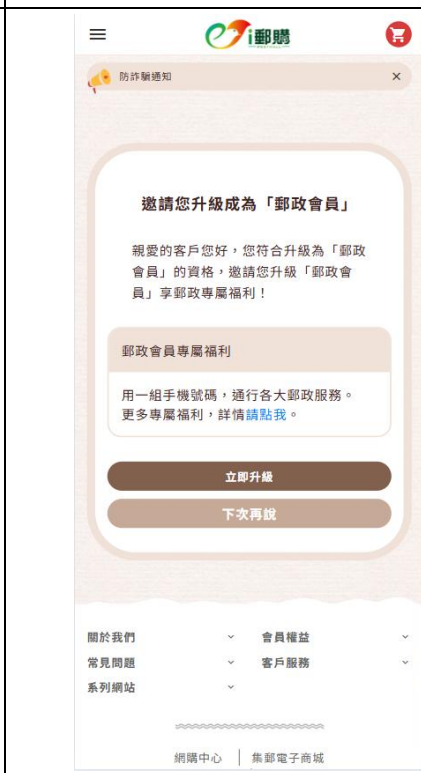 i郵購
防詐騙通知
邀請您升級成為「郵政會員」
親愛的客戶您好，您符合升級為「郵政
會員」的資格，邀請您升級「郵政會
員」享郵政專屬福利！
郵政會員專屬福利
用一組手機號碼，通行各大郵政服務。
更多專屬福利，詳情請點我。
立即升級
下次再說
關於我們
會員權益
常見問題
客戶服務
系列網站
網購中心
集郵電子商城